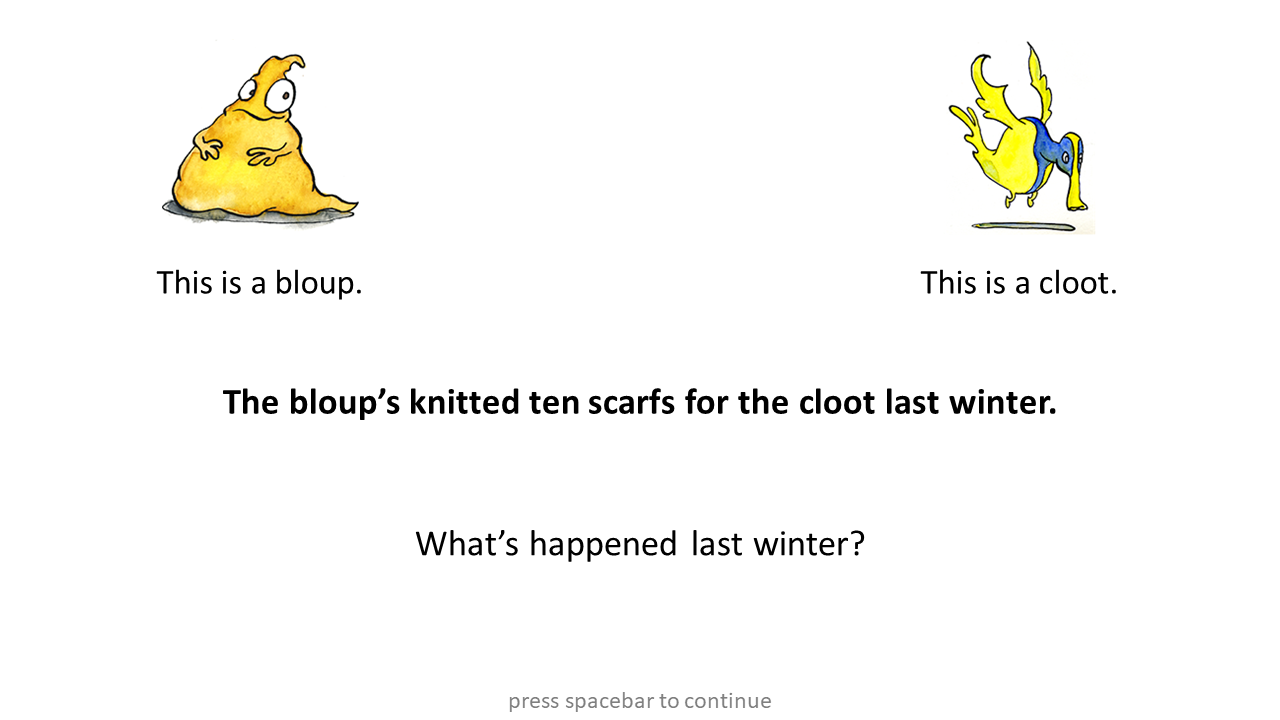 This is a bloup.
This is a cloot.
The bloup’s knitted ten scarfs for the cloot last winter.
What’s happened last winter?
press spacebar to continue